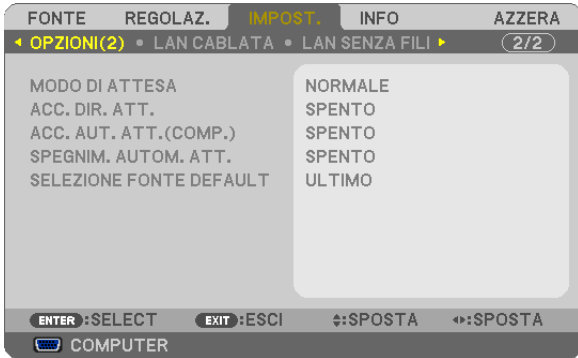 FONTE REGOLAZ. IMPOST. INFO AZZERA
OPZIONI(2) • LAN CABLATA • LAN SENZA FILI 2/2
MODO DI ATTESA NORMALE
ACC. DIR. ATT. SPENTO
ACC. AUT. ATT.(COMP.) SPENTO
SPEGNIM. AUTOM. ATT. SPENTO
SELEZIONE FONTE DEFAULT ULTIMO
ENTER :SELECT EXIT :ESCI :SPOSTA :SPOSTA
COMPUTER